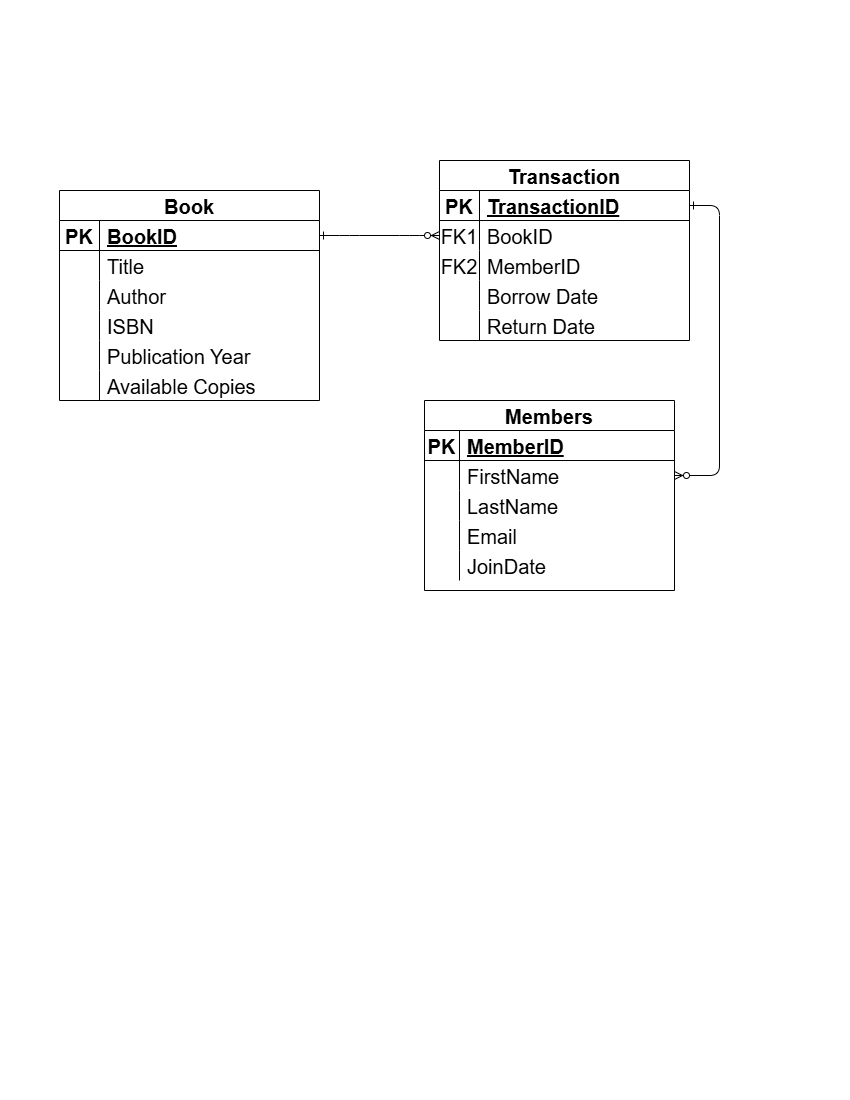 Book
PK BookID
Title
Author
ISBN
Publication Year
Available Copies
Transaction
PK TransactionID
FK1 BookID
FK2 MemberID
Borrow Date
Return Date
Members
PK MemberID
FirstName
LastName
Email
JoinDate